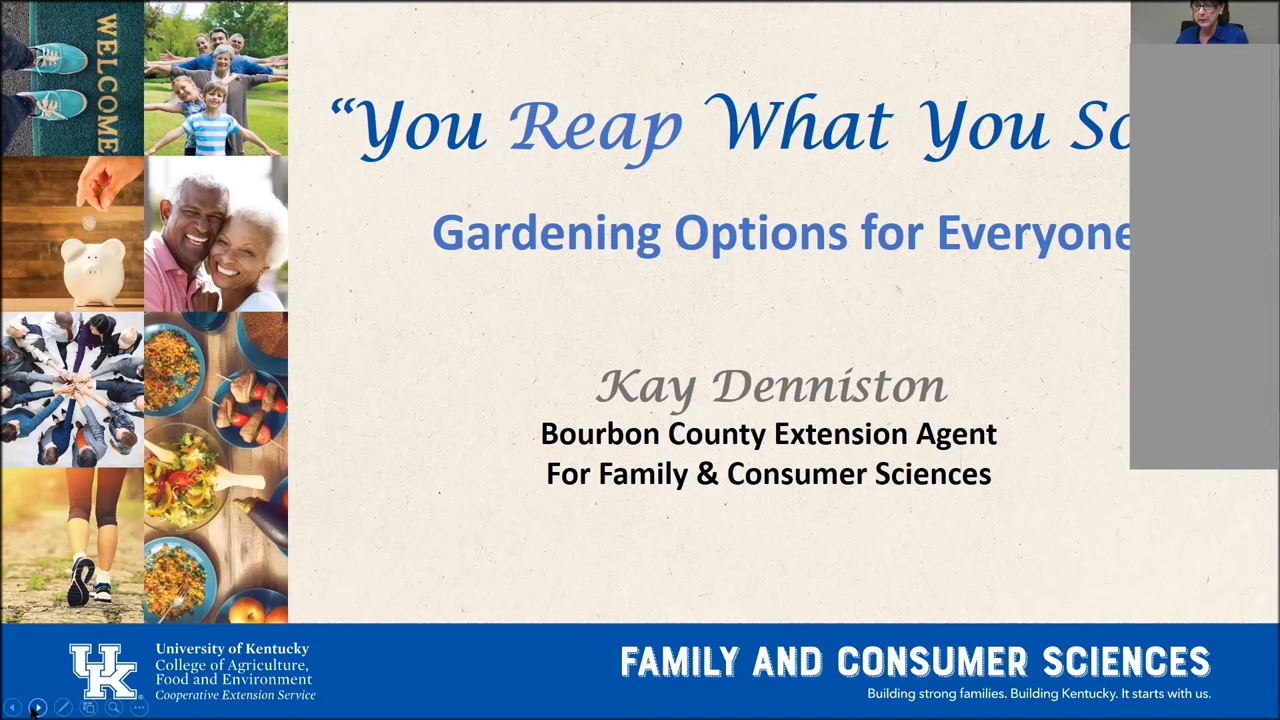 WELCOME
“You Reap What You So
Gardening Options for Everyone
Kay Denniston
Bourbon County Extension Agent
For Family & Consumer Sciences
UK
University of Kentucky
College of Agriculture,
Food and Environment
Cooperative Extension Service
FAMILY AND CONSUMER SCIENCES
Building strong families. Building Kentucky. It starts with us.